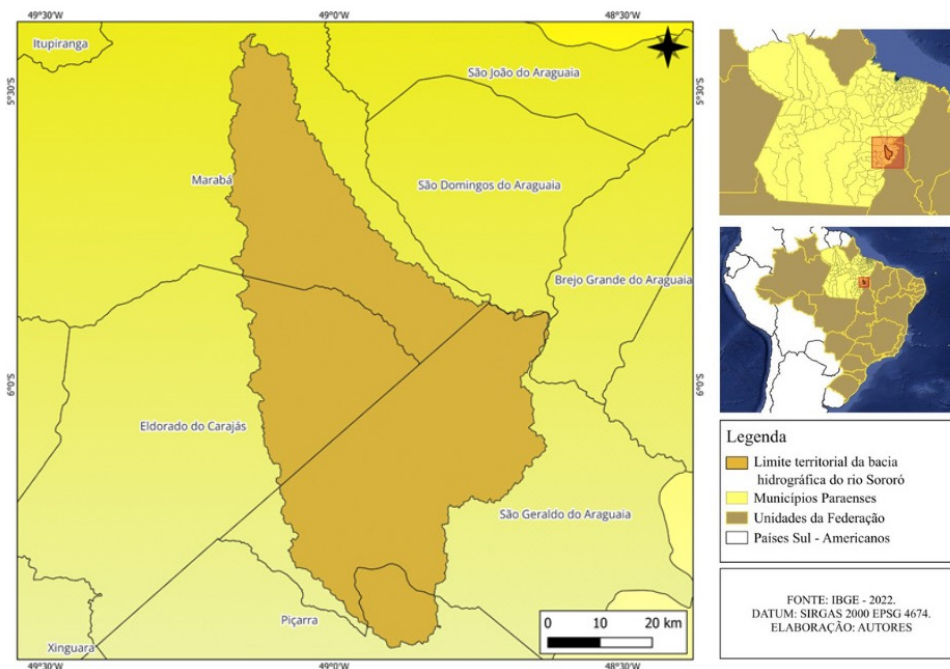 49°30'W
49°0'W
48°30'W
Itupiranga
São João do Araguaia
5°30'S
5°30'S
Marabá
São Domingos do Araguaia
Brejo Grande do Araguaia
6°0'S
6°0'S
Eldorado do Carajás
São Geraldo do Araguaia
Piçarra
Xinguara
0 10 20 km
49°30'W
49°0'W
48°30'W
Legenda
Limite territorial da bacia
hidrográfica do rio Sororó
Municípios Paraenses
Unidades da Federação
Países Sul - Americanos
FONTE: IBGE - 2022.
DATUM: SIRGAS 2000 EPSG 4674.
ELABORAÇÃO: AUTORES